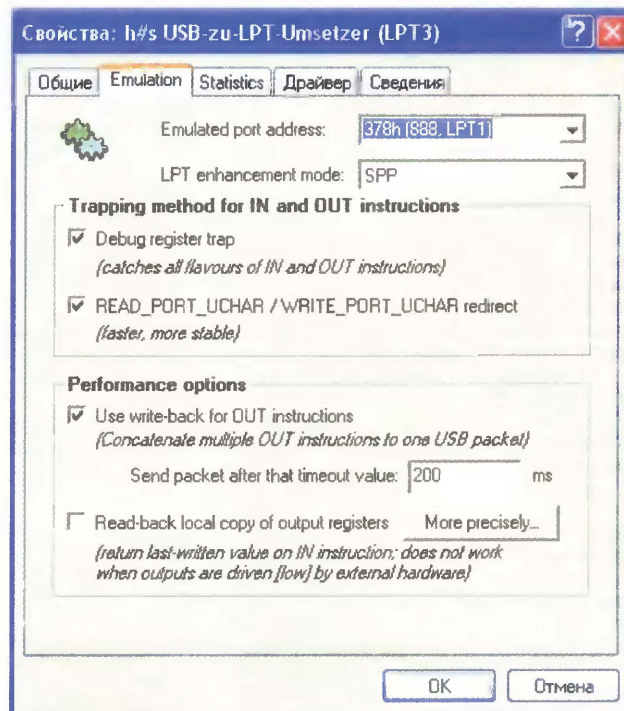 Свойства: h#s USB-zu-LPT-Umsetzer (LPT3)
Общие Emulation Statistics Драйвер Сведения
Emulated port address: 378h (888, LPT1)
LPT enhancement mode: SPP
Trapping method for IN and OUT instructions
Debug register trap
(catches all flavours of IN and OUT instructions)
READ_PORT_UCHAR / WRITE_PORT_UCHAR redirect
(faster, more stable)
Performance options
Use write-back for OUT instructions
(Concatenate multiple OUT instructions to one USB packet)
Send packet after that timeout value: 200 ms
Read-back local copy of output registers More precisely...
(return last-written value on IN instruction; does not work
when outputs are driven [low] by external hardware)
OK Отмена